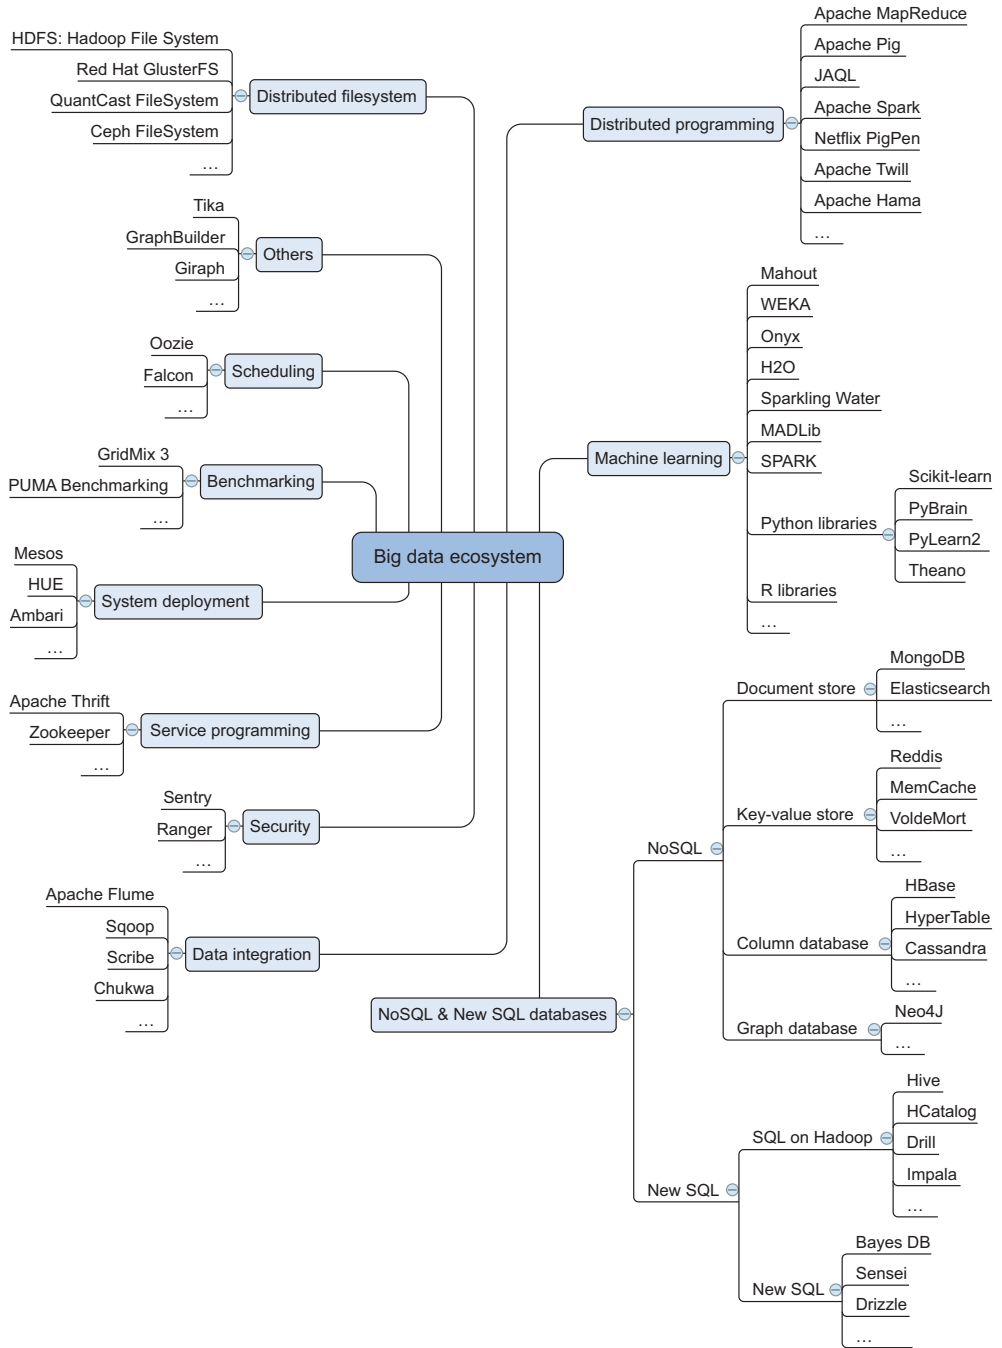 HDFS: Hadoop File System
Red Hat GlusterFS
QuantCast FileSystem
Ceph FileSystem
...
Distributed filesystem
Tika
GraphBuilder
Giraph
...
Others
Oozie
Falcon
...
Scheduling
GridMix 3
PUMA Benchmarking
...
Benchmarking
Big data ecosystem
Mesos
HUE
Ambari
...
System deployment
Apache Thrift
Zookeeper
...
Service programming
Sentry
Ranger
...
Security
Apache Flume
Sqoop
Scribe
Chukwa
...
Data integration
Distributed programming
Apache MapReduce
Apache Pig
JAQL
Apache Spark
Netflix PigPen
Apache Twill
Apache Hama
...
Machine learning
Mahout
WEKA
Onyx
H2O
Sparkling Water
MADLib
SPARK
Python libraries
Scikit-learn
PyBrain
PyLearn2
Theano
R libraries
...
NoSQL & New SQL databases
NoSQL
Document store
MongoDB
Elasticsearch
...
Key-value store
Reddis
MemCache
VoldeMort
...
Column database
HBase
HyperTable
Cassandra
...
Graph database
Neo4J
...
New SQL
SQL on Hadoop
Hive
HCatalog
Drill
Impala
...
New SQL
Bayes DB
Sensei
Drizzle
...